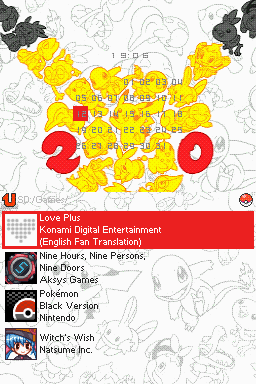 19:06
01 02 03 04
05 06 07 08 09 10 11
12 13 14 15 16 17 18
19 20 21 22 23 24 25
26 27 28 29 30 31
2 0
SD:/Games/
Love Plus
Konami Digital Entertainment
(English Fan Translation)
Nine Hours, Nine Persons,
Nine Doors
Aksys Games
Pokémon
Black Version
Nintendo
Witch's Wish
Natsume Inc.